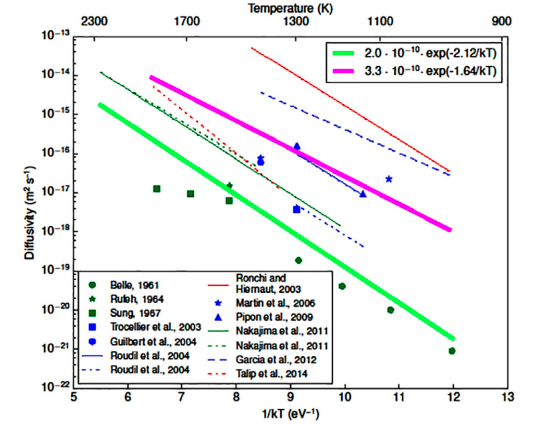 Temperature (K)
2300 1700 1300 1100 900
2.0 · 10⁻¹⁰· exp(-2.12/kT)
3.3 · 10⁻¹⁰· exp(-1.64/kT)
10⁻¹³
10⁻¹⁴
10⁻¹⁵
10⁻¹⁶
10⁻¹⁷
10⁻¹⁸
10⁻¹⁹
10⁻²⁰
10⁻²¹
10⁻²²
Diffusivity (m² s⁻¹)
Belle, 1961
Rufeh, 1964
Sung, 1967
Trocellier et al., 2003
Guilbert et al., 2004
Roudil et al., 2004
Roudil et al., 2004
Ronchi and
Hiernaut, 2003
Martin et al., 2006
Pipon et al., 2009
Nakajima et al., 2011
Nakajima et al., 2011
Garcia et al., 2012
Talip et al., 2014
5 6 7 8 9 10 11 12 13
1/kT (eV⁻¹)